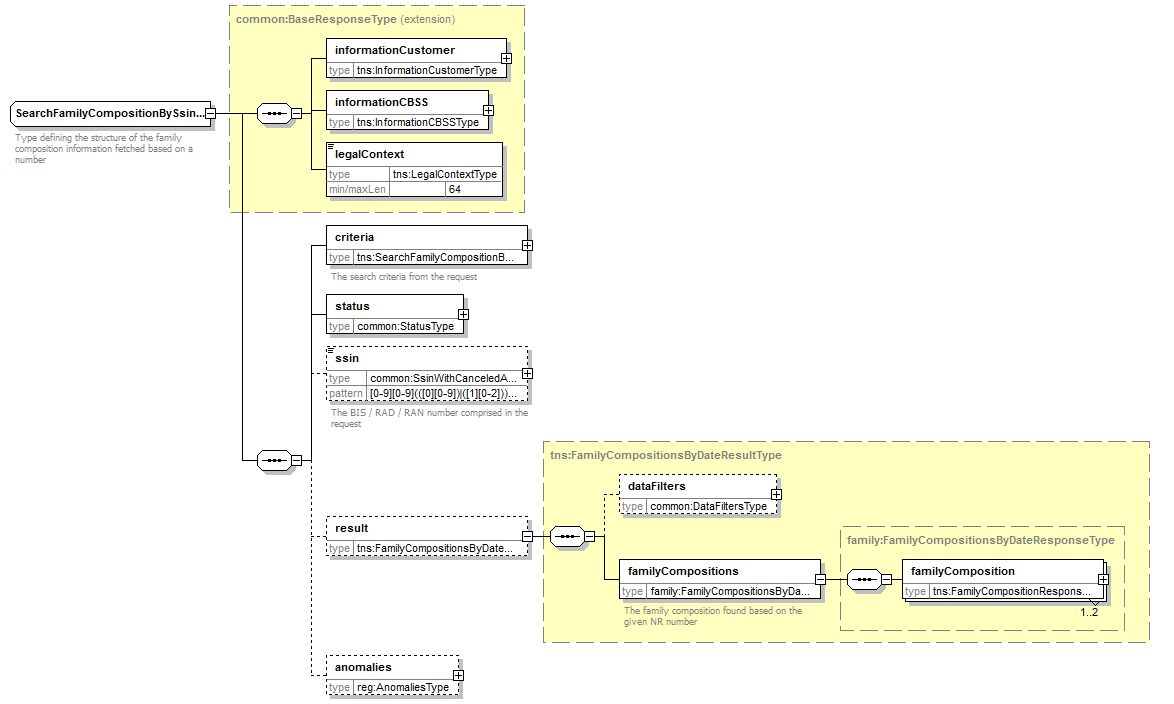 common:BaseResponseType (extension)
informationCustomer
type tns:InformationCustomerType
informationCBSS
type tns:InformationCBSSType
legalContext
type tns:LegalContextType
min/maxLen 64
SearchFamilyCompositionBySsin...
Type defining the structure of the family
composition information fetched based on a
number
criteria
type tns:SearchFamilyCompositionB...
The search criteria from the request
status
type common:StatusType
ssin
type common:SsinWithCanceledA...
pattern [0-9][0-9](([0][0-9])|([1][0-2]))...
The BIS / RAD / RAN number comprised in the
request
result
type tns:FamilyCompositionsByDate...
tns:FamilyCompositionsByDateResultType
dataFilters
type common:DataFiltersType
familyCompositions
type family:FamilyCompositionsByDa...
The family composition found based on the
given NR number
family:FamilyCompositionsByDateResponseType
familyComposition
type tns:FamilyCompositionRespons...
1..2
anomalies
type reg:AnomaliesType